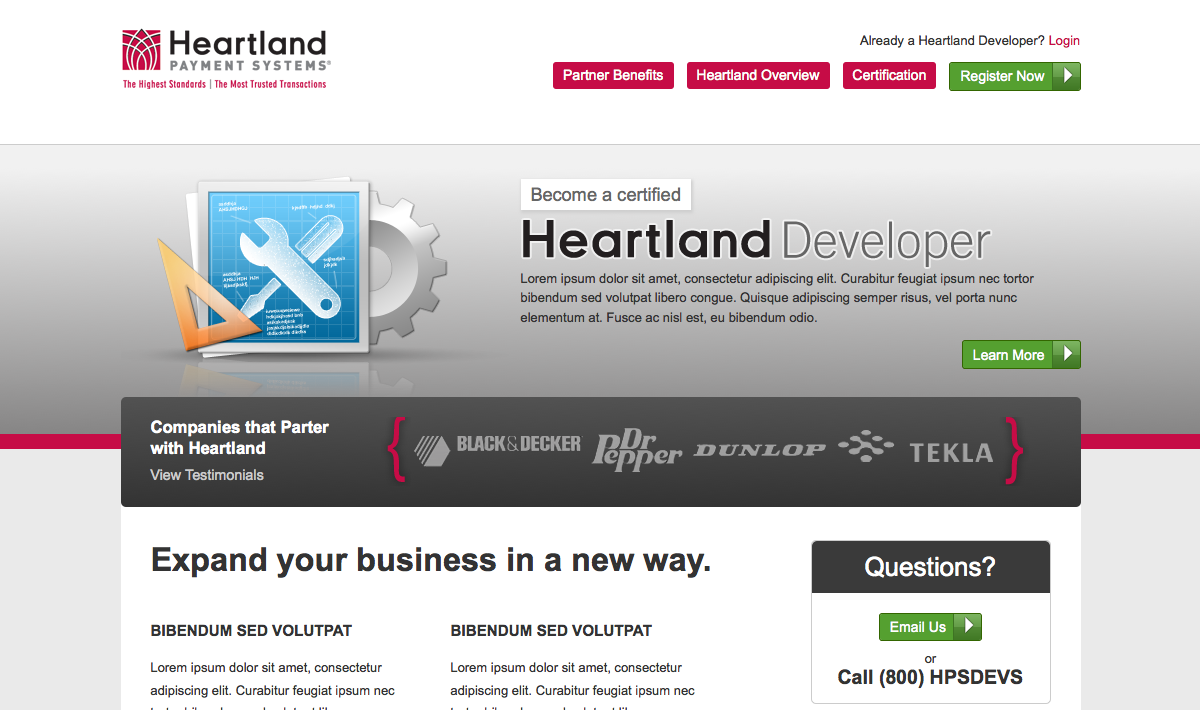 Heartland
PAYMENT SYSTEMS®
The Highest Standards | The Most Trusted Transactions
Already a Heartland Developer? Login
Partner Benefits
Heartland Overview
Certification
Register Now
Become a certified
Heartland Developer
Lorem ipsum dolor sit amet, consectetur adipiscing elit. Curabitur feugiat ipsum nec tortor
bibendum sed volutpat libero congue. Quisque adipiscing semper risus, vel porta nunc
elementum at. Fusce ac nisl est, eu bibendum odio.
Learn More
Companies that Parter
with Heartland
View Testimonials
BLACK&DECKER
Dr
Pepper
DUNLOP
TEKLA
Expand your business in a new way.
BIBENDUM SED VOLUTPAT
Lorem ipsum dolor sit amet, consectetur
adipiscing elit. Curabitur feugiat ipsum nec
BIBENDUM SED VOLUTPAT
Lorem ipsum dolor sit amet, consectetur
adipiscing elit. Curabitur feugiat ipsum nec
Questions?
Email Us
or
Call (800) HPSDEVS